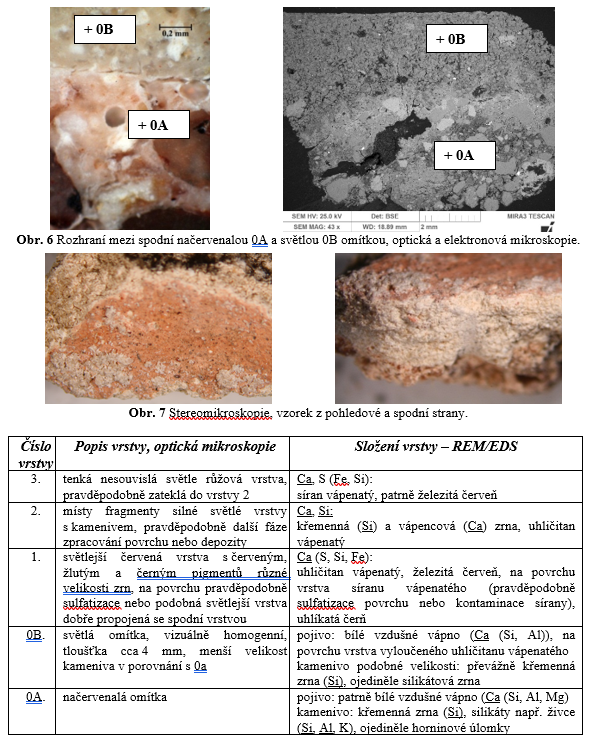 + 0B
0,2 mm
+ 0A
+ 0B
+ 0A
SEM HV: 25.0 kV Det: BSE MIRA3 TESCAN
SEM MAG: 43 x WD: 18.89 mm 2 mm
Obr. 6 Rozhraní mezi spodní načervenalou 0A a světlou 0B omítkou, optická a elektronová mikroskopie.
Obr. 7 Stereomikroskopie, vzorek z pohledové a spodní strany.
Číslo vrstvy
Popis vrstvy, optická mikroskopie
Složení vrstvy – REM/EDS
3.
tenká nesouvislá světle růžová vrstva,
pravděpodobně zateklá do vrstvy 2
Ca, S (Fe, Si):
síran vápenatý, patrně železitá červeň
2.
místy fragmenty silné světlé vrstvy
s kamenivem, pravděpodobně další fáze
zpracování povrchu nebo depozity
Ca, Si:
křemenná (Si) a vápencová (Ca) zrna, uhličitan
vápenatý
1.
světlejší červená vrstva s červeným,
žlutým a černým pigmentů různé
velikosti zrn, na povrchu pravděpodobně
sulfatizace nebo podobná světlejší vrstva
dobře propojená se spodní vrstvou
Ca (S, Si, Fe):
uhličitan vápenatý, železitá červeň, na povrchu
vrstva síranu vápenatého (pravděpodobně
sulfatizace povrchu nebo kontaminace sírany),
uhlíkatá čerň
0B.
světlá omítka, vizuálně homogenní,
tloušťka cca 4 mm, menší velikost
kameniva v porovnání s 0a
pojivo: bílé vzdušné vápno (Ca (Si, Al)), na
povrchu vrstva vyloučeného uhličitanu vápenatého
kamenivo podobné velikosti: převážně křemenná
zrna (Si), ojediněle silikátová zrna
0A.
načervenalá omítka
pojivo: patrně bílé vzdušné vápno (Ca (Si, Al, Mg)
kamenivo: křemenná zrna (Si), silikáty např. živce
(Si, Al, K), ojediněle horninové úlomky